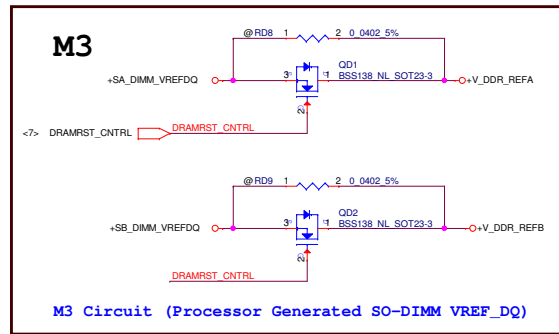 M3
@RD8 1 2 0_0402_5%
QD1
BSS138_NL_SOT23-3
+SA_DIMM_VREFDQ 3 1 +V_DDR_REFA
2
<7> DRAMRST_CNTRL DRAMRST_CNTRL
@RD9 1 2 0_0402_5%
QD2
BSS138_NL_SOT23-3
+SB_DIMM_VREFDQ 3 1 +V_DDR_REFB
2
DRAMRST_CNTRL
M3 Circuit (Processor Generated SO-DIMM VREF_DQ)